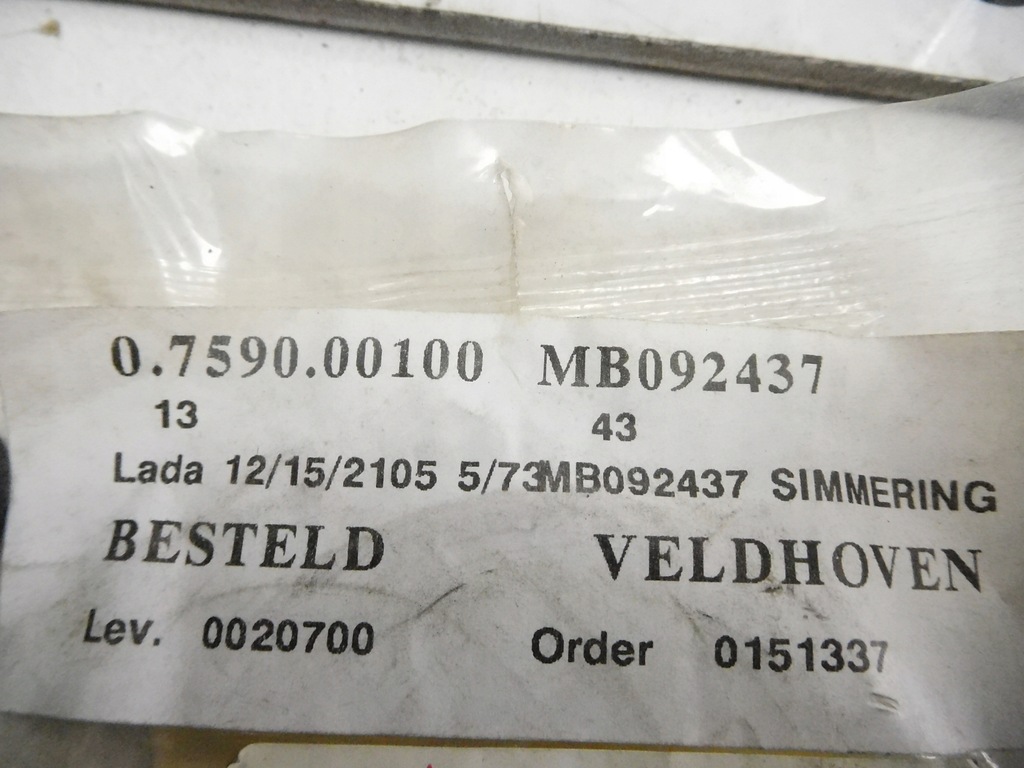 0.7590.00100 MB092437
13 43
Lada 12/15/2105 5/73MB092437 SIMMERING
BESTELD VELDHOVEN
Lev. 0020700 Order 0151337